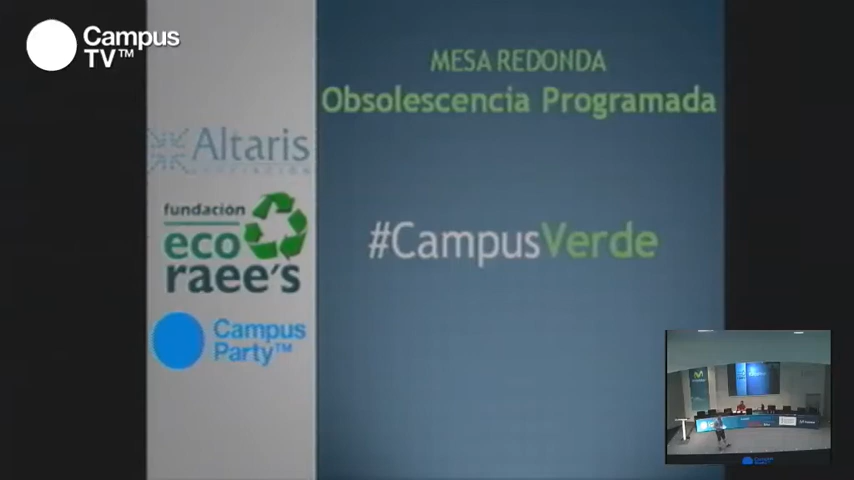 Campus
TV™
MESA REDONDA
Obsolescencia Programada
Altaris
fundación
eco
raee's
#CampusVerde
Campus
Party™